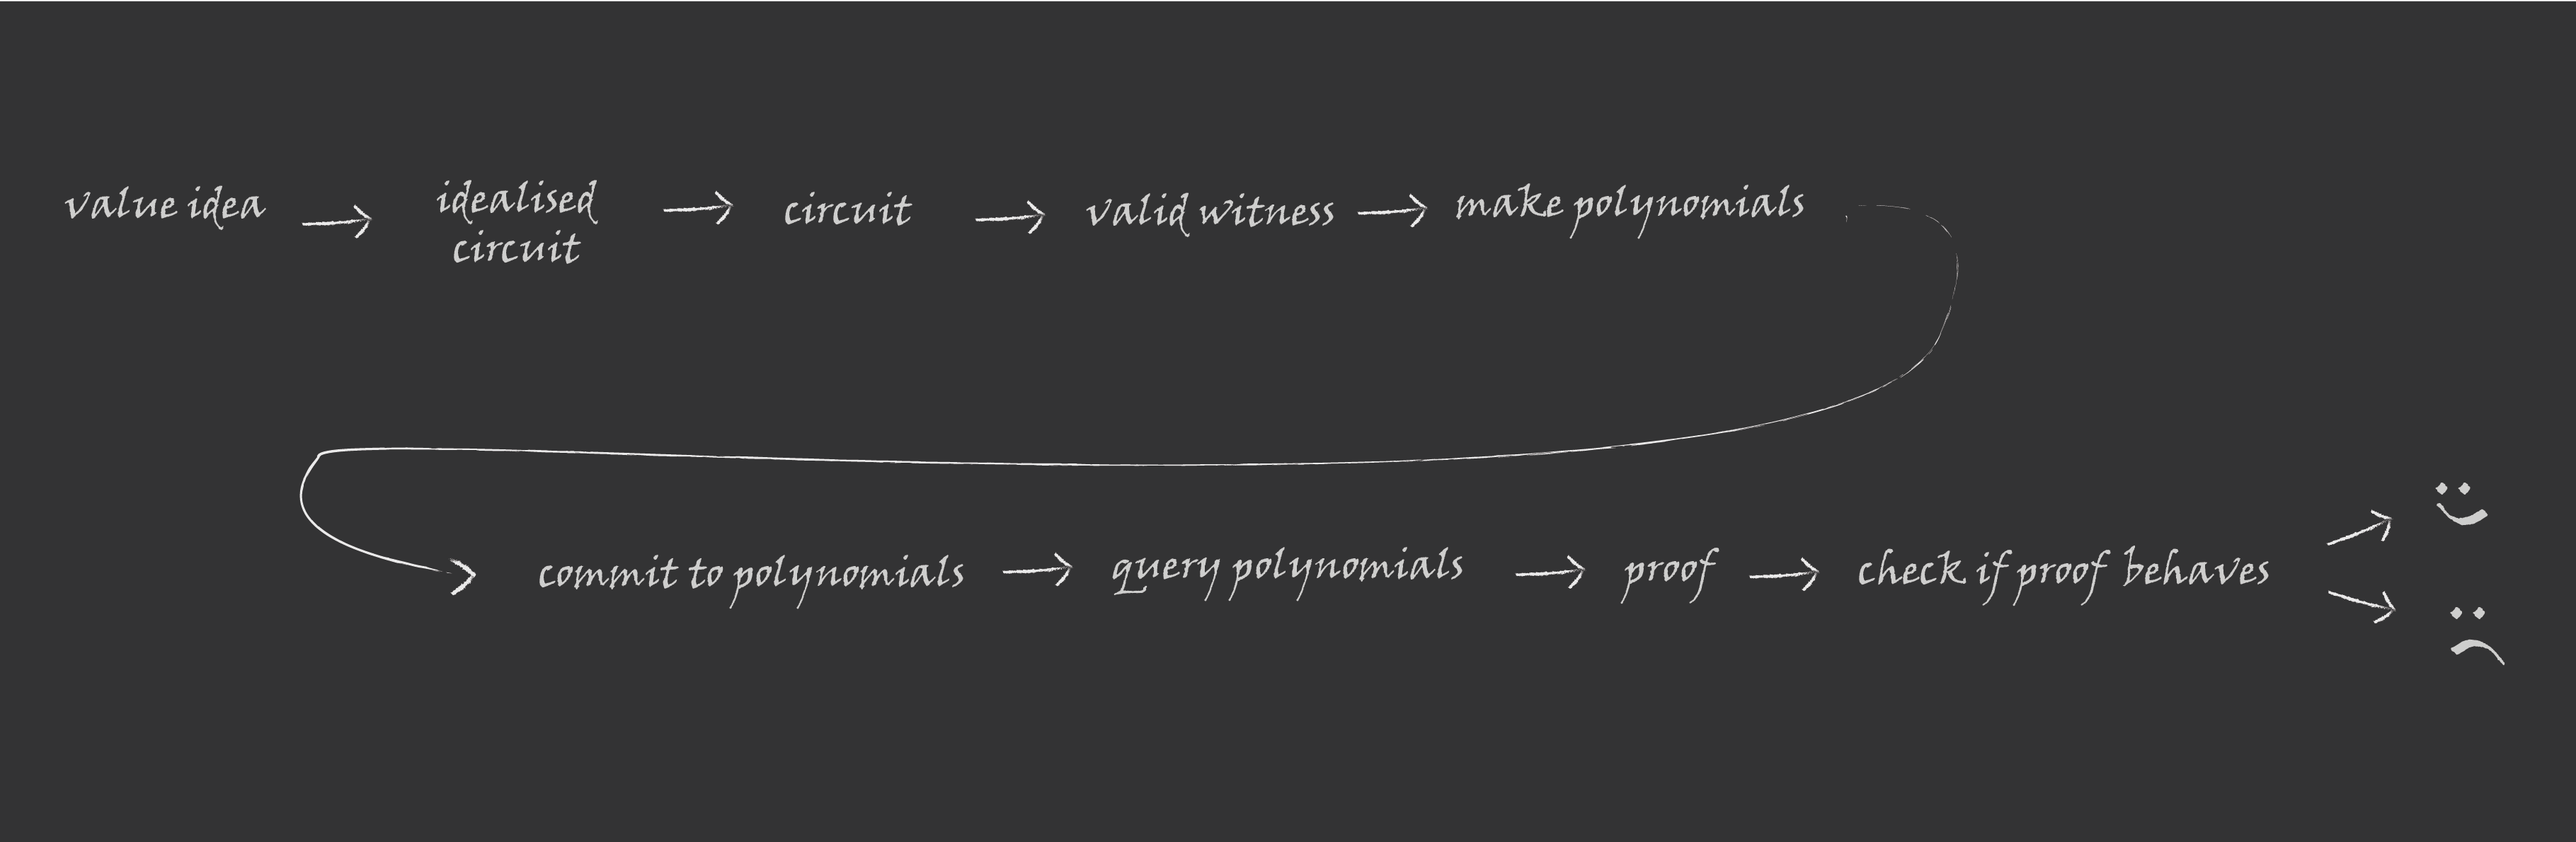 value idea
idealised
circuit
circuit
valid witness
make polynomials
commit to polynomials
query polynomials
proof
check if proof behaves